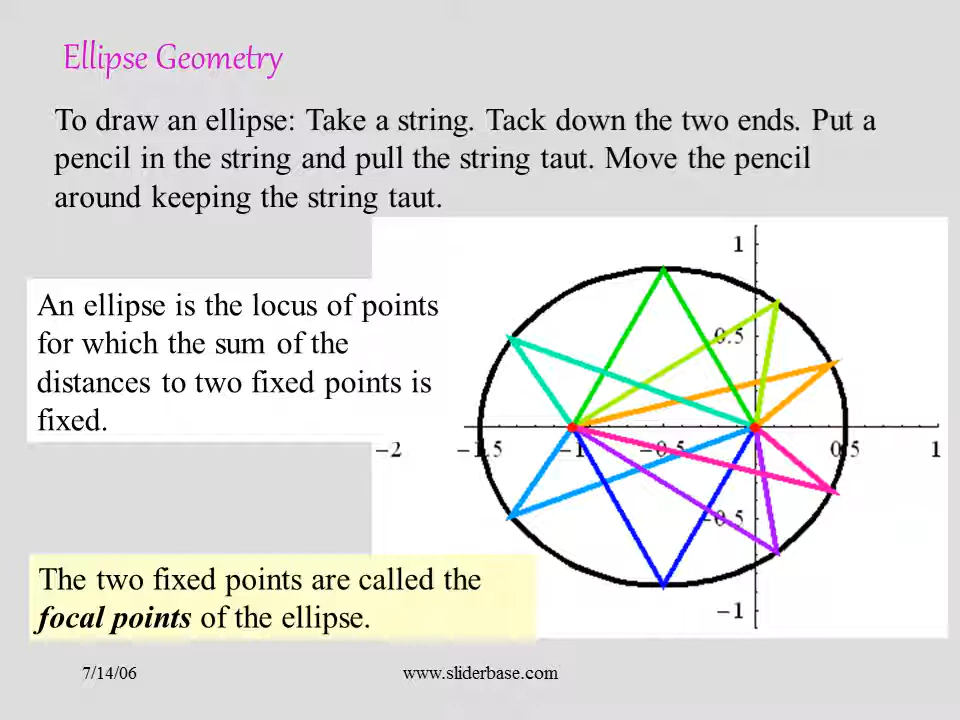 Ellipse Geometry
To draw an ellipse: Take a string. Tack down the two ends. Put a
pencil in the string and pull the string taut. Move the pencil
around keeping the string taut.
An ellipse is the locus of points
for which the sum of the
distances to two fixed points is
fixed.
1
0.5
−2 −1.5 −1 −0.5 0.5 1
−0.5
−1
The two fixed points are called the
focal points of the ellipse.
7/14/06 www.sliderbase.com